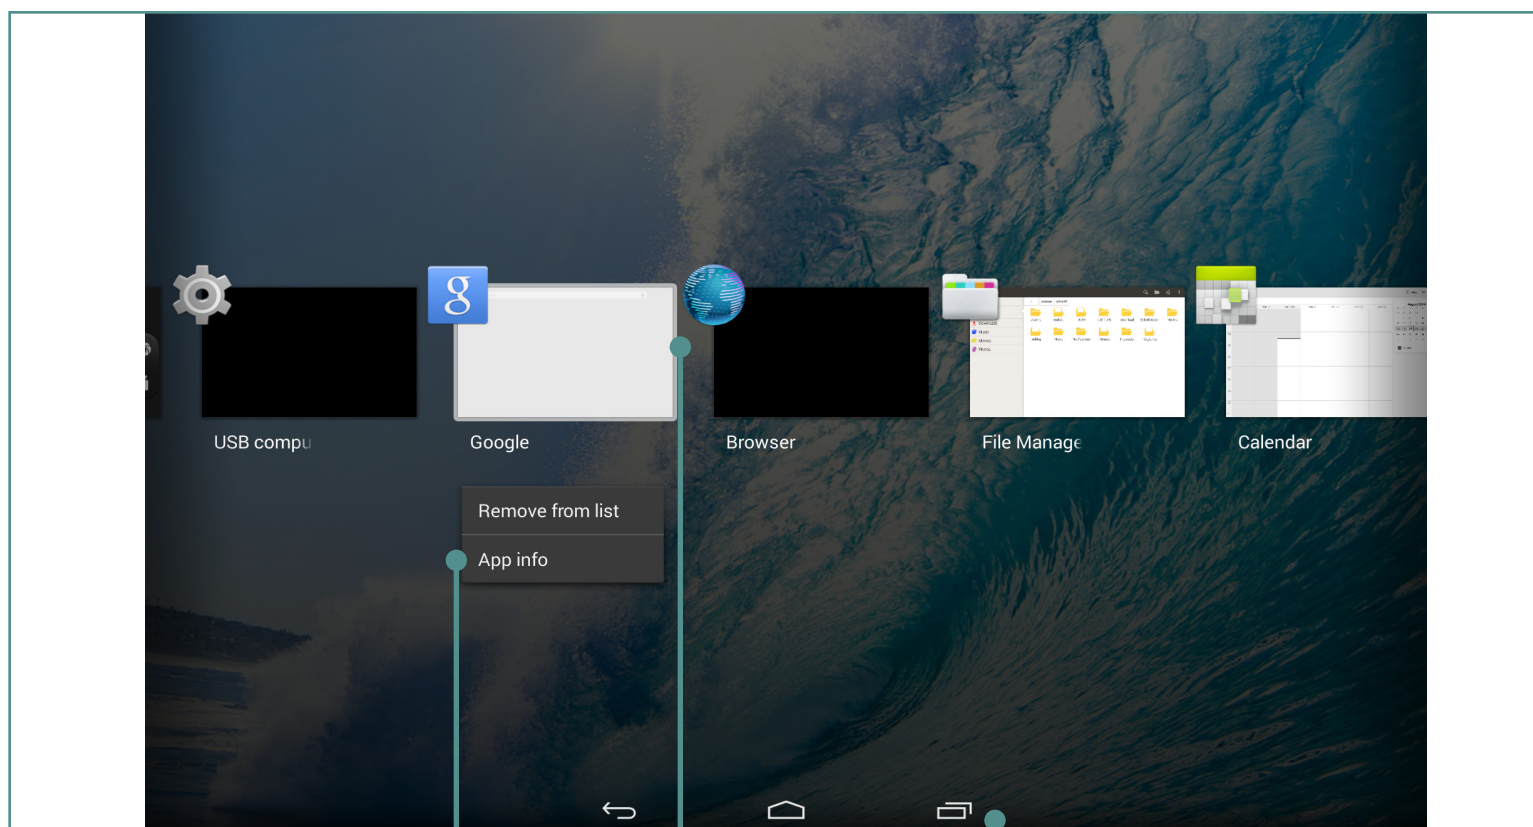 USB compu
Google
Browser
File Manage
Calendar
Remove from list
App info